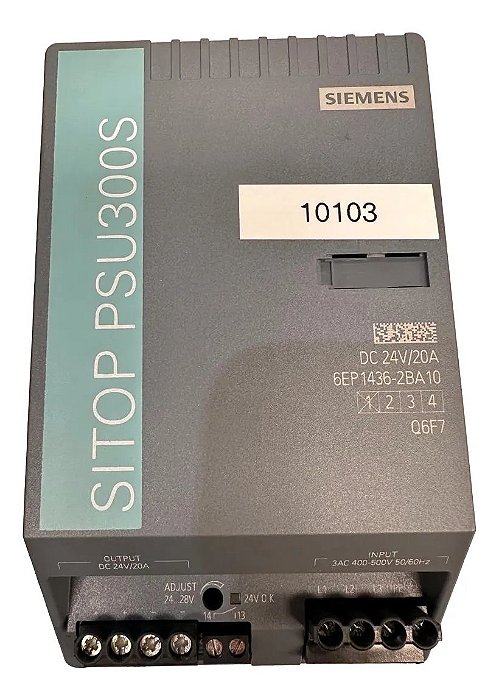 SIEMENS
SITOP PSU300S
10103
DC 24V/20A
6EP1436-2BA10
1 2 3 4
Q6F7
OUTPUT
DC 24V/20A
INPUT
3AC 400-500V 50/60Hz
ADJUST
24...28V
24V O.K
14 13
L1 L2 L3 PE
+ + - -